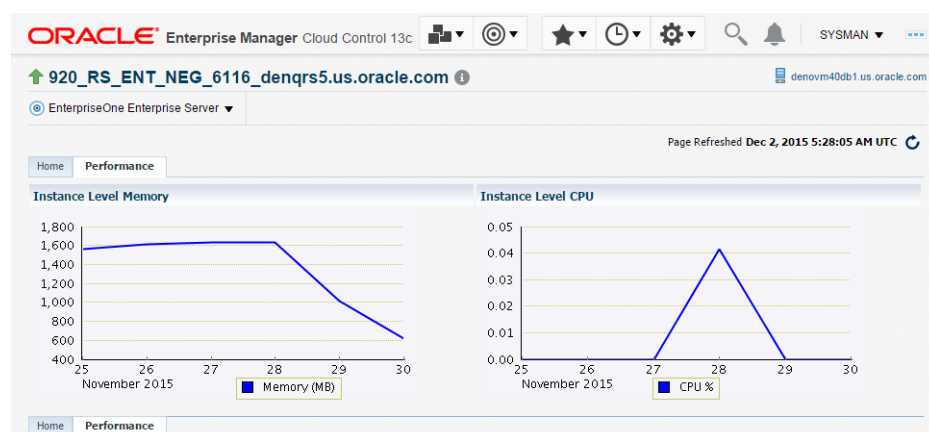 ORACLE® Enterprise Manager Cloud Control 13c SYSMAN
920_RS_ENT_NEG_6116_denqrs5.us.oracle.com
denovm40db1.us.oracle.com
EnterpriseOne Enterprise Server
Page Refreshed Dec 2, 2015 5:28:05 AM UTC
Home Performance
Instance Level Memory
1,800
1,600
1,400
1,200
1,000
800
600
400
25 26 27 28 29 30
November 2015
Memory (MB)
Instance Level CPU
0.05
0.04
0.03
0.02
0.01
0.00
25 26 27 28 29 30
November 2015
CPU %
Home Performance